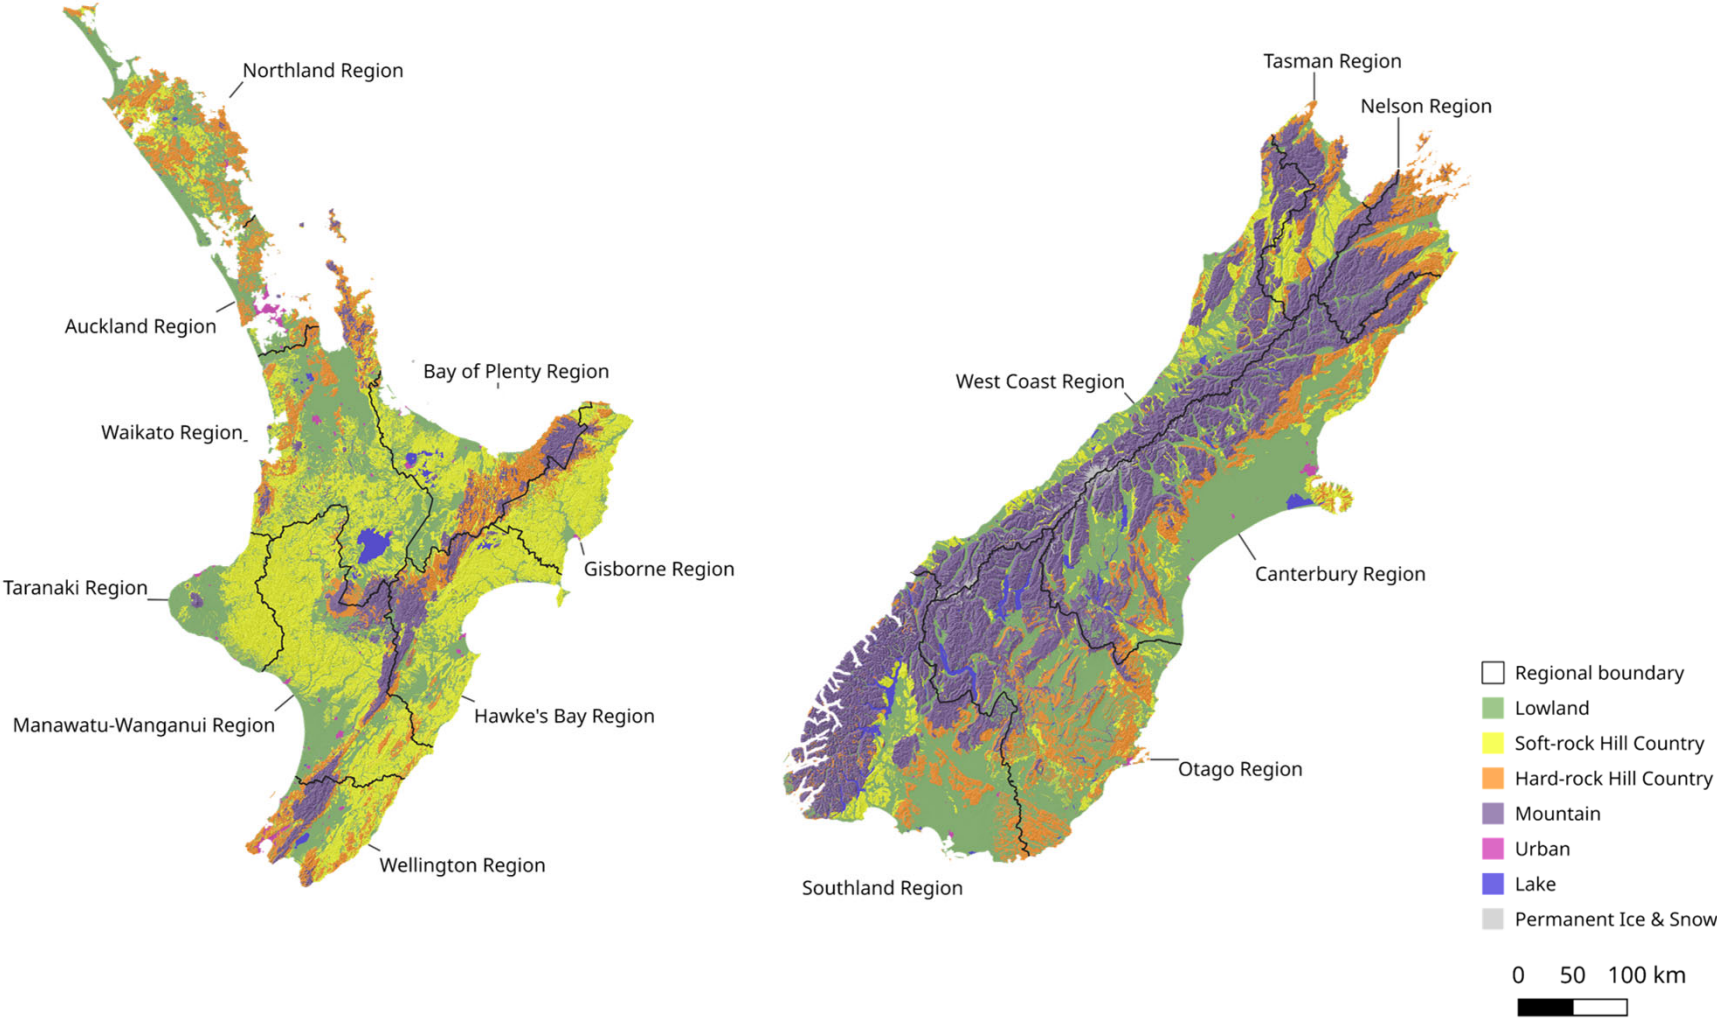 Northland Region
Auckland Region
Bay of Plenty Region
Waikato Region
Gisborne Region
Taranaki Region
Manawatu-Wanganui Region
Hawke's Bay Region
Wellington Region
Tasman Region
Nelson Region
West Coast Region
Canterbury Region
Otago Region
Southland Region
Regional boundary
Lowland
Soft-rock Hill Country
Hard-rock Hill Country
Mountain
Urban
Lake
Permanent Ice & Snow
0 50 100 km